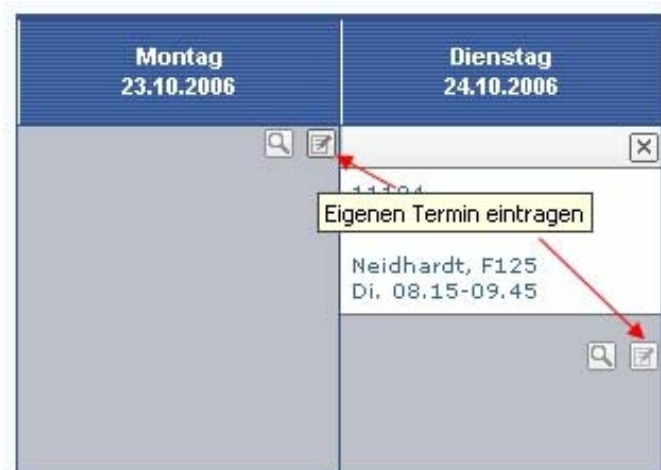 Montag
23.10.2006
Dienstag
24.10.2006
Eigenen Termin eintragen
Neidhardt, F125
Di. 08.15-09.45